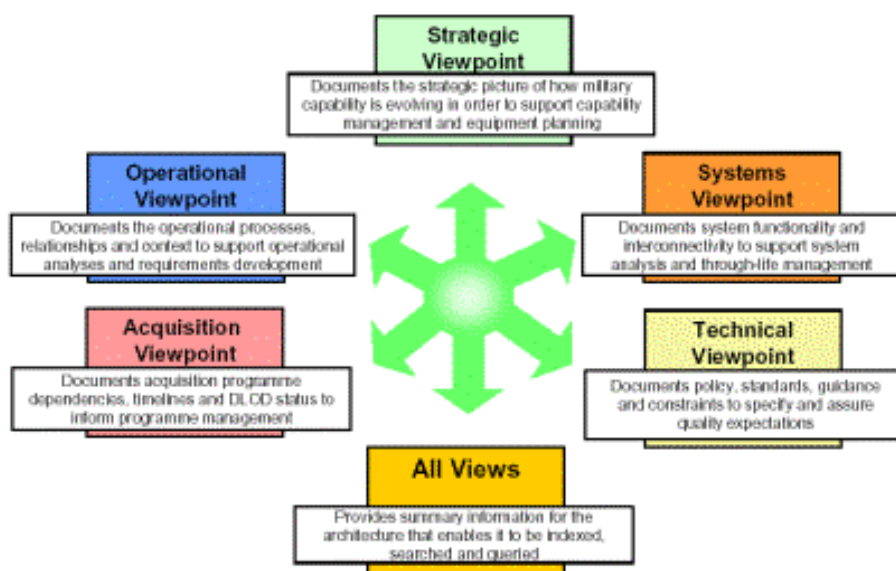 Strategic
Viewpoint
Documents the strategic picture of how military
capability is evolving in order to support capability
management and equipment planning
Operational
Viewpoint
Documents the operational processes,
relationships and context to support operational
analyses and requirements development
Systems
Viewpoint
Documents system functionality and
interconnectivity to support system
analysis and through-life management
Acquisition
Viewpoint
Documents acquisition programme
dependencies, timelines and DLOD status to
inform programme management
Technical
Viewpoint
Documents policy, standards, guidance
and constraints to specify and assure
quality expectations
All Views
Provides summary information for the
architecture that enables it to be indexed,
searched and queried